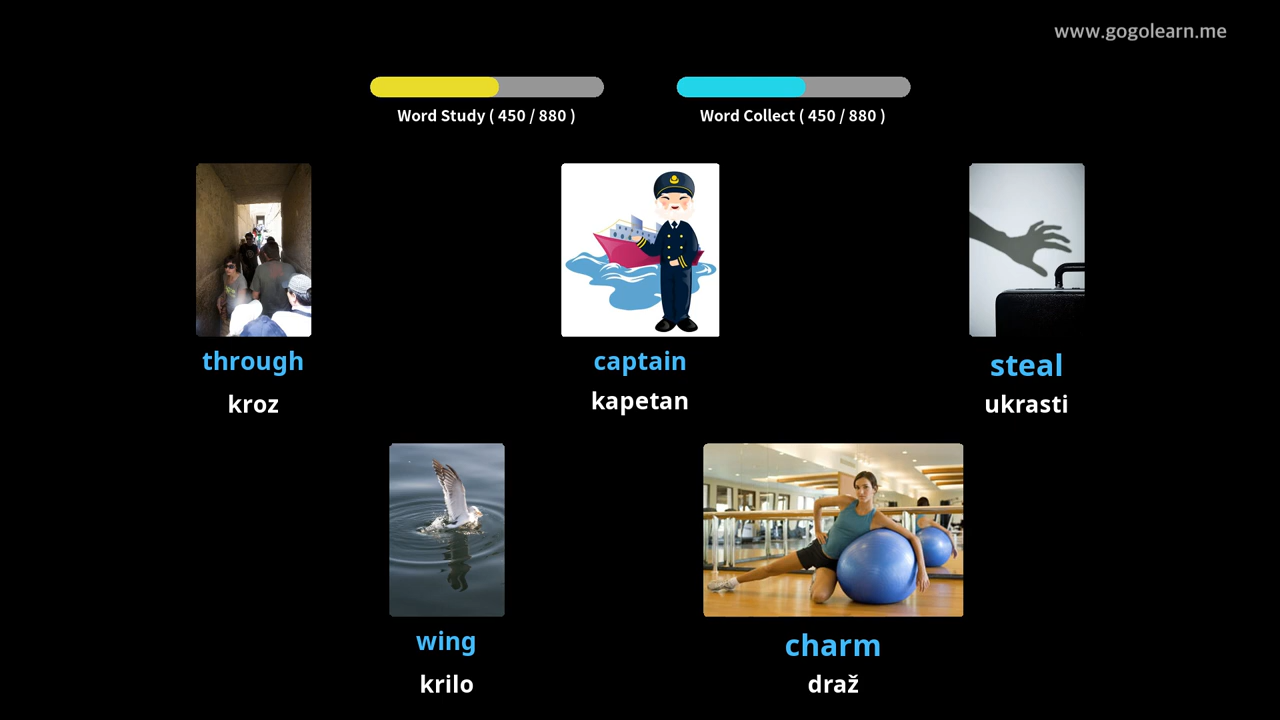 www.gogolearn.me
Word Study ( 450 / 880 )
Word Collect ( 450 / 880 )
through
kroz
captain
kapetan
steal
ukrasti
wing
krilo
charm
draž